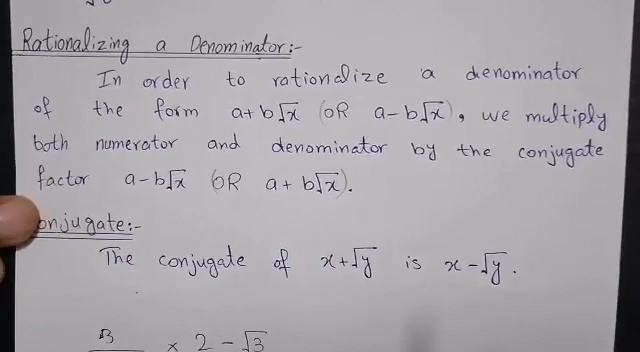 Rationalizing a Denominator:-
In order to rationalize a denominator
of the form a+b√x (OR a-b√x), we multiply
both numerator and denominator by the conjugate
factor a-b√x (OR a+b√x).
onjugate:-
The conjugate of x+√y is x-√y.
3 × 2-√3